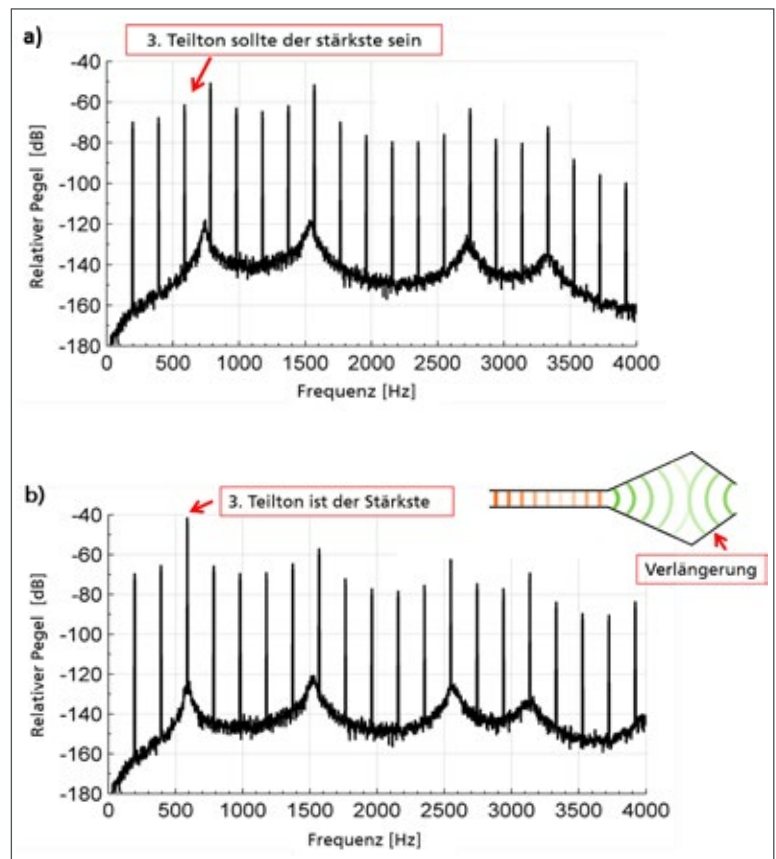 a)
3. Teilton sollte der stärkste sein
-40
-60
-80
-100
-120
-140
-160
-180
Relativer Pegel [dB]
0 500 1000 1500 2000 2500 3000 3500 4000
Frequenz [Hz]
b)
3. Teilton ist der Stärkste
Verlängerung
-40
-60
-80
-100
-120
-140
-160
-180
Relativer Pegel [dB]
0 500 1000 1500 2000 2500 3000 3500 4000
Frequenz [Hz]